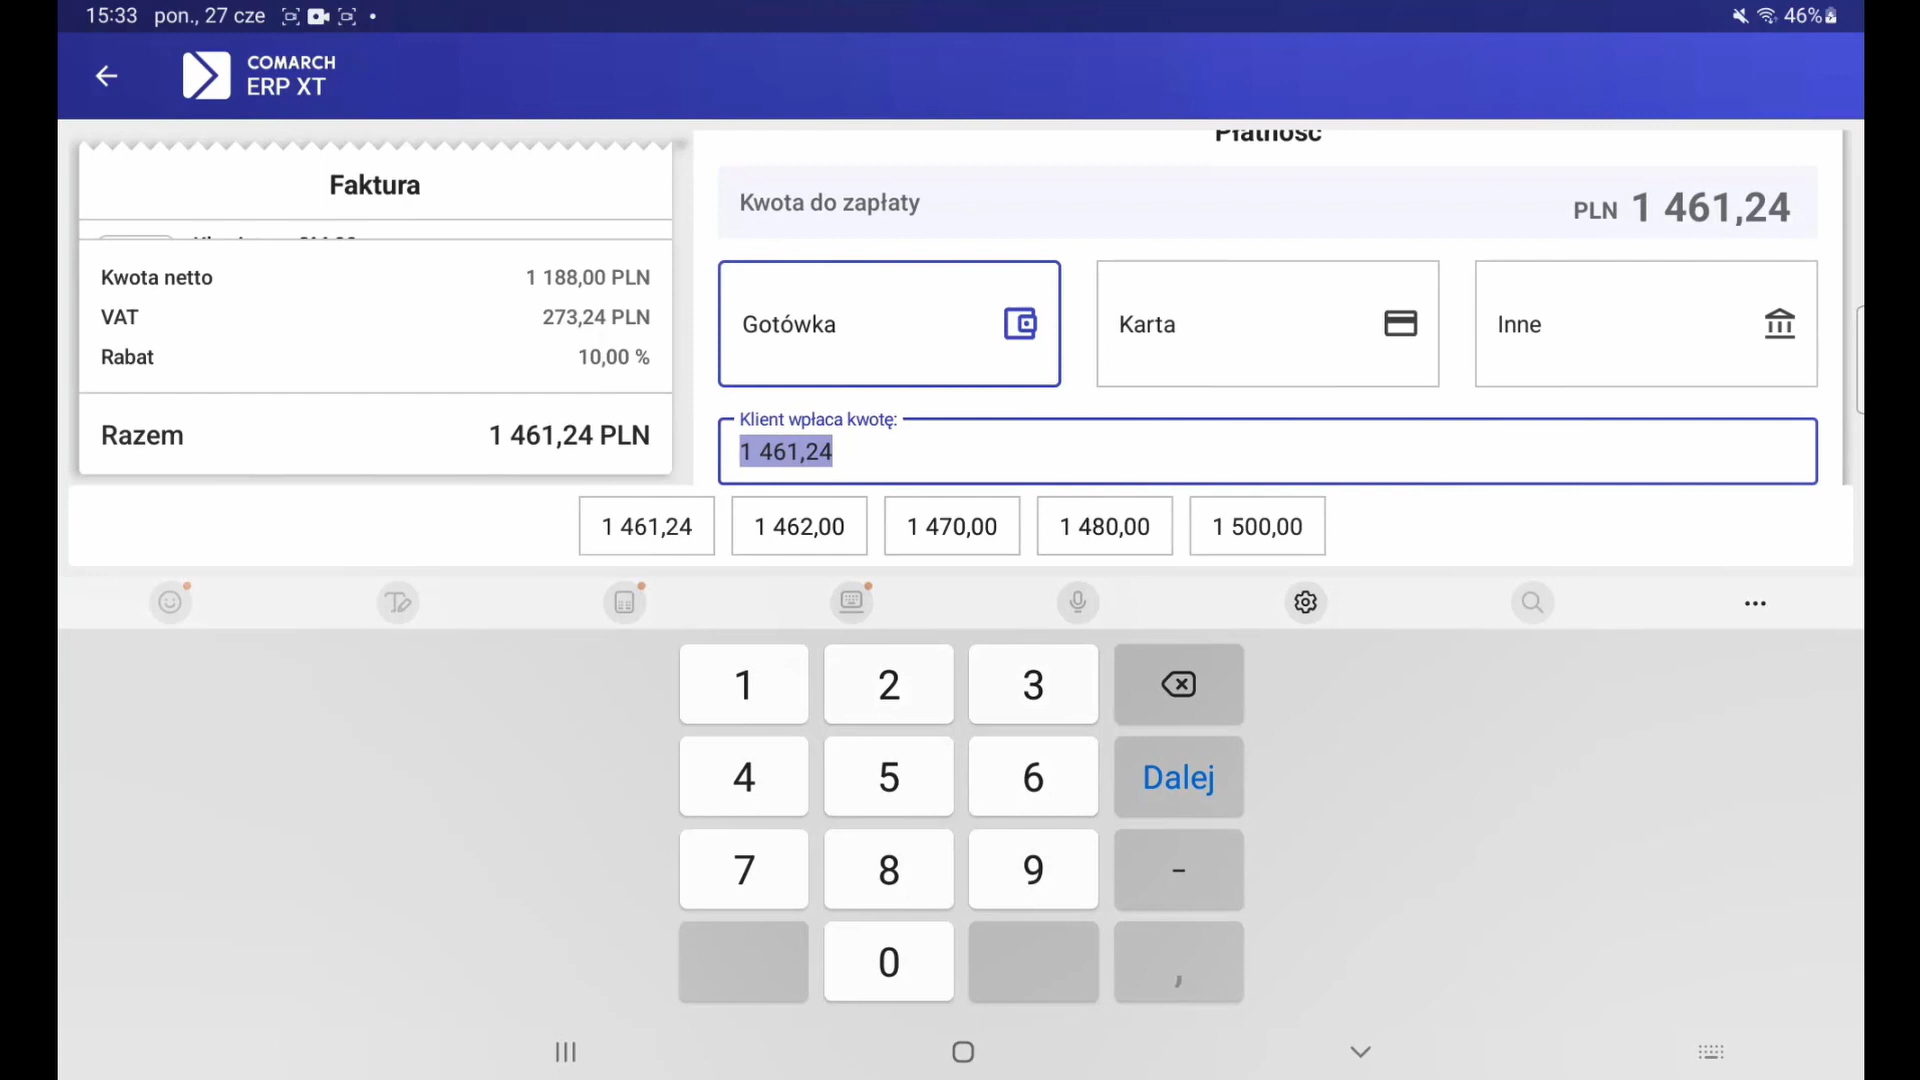 15:33 pon., 27 cze
46%
COMARCH
ERP XT
Faktura
Kwota netto 1 188,00 PLN
VAT 273,24 PLN
Rabat 10,00 %
Razem 1 461,24 PLN
Płatność
Kwota do zapłaty PLN 1 461,24
Gotówka Karta Inne
Klient wpłaca kwotę:
1 461,24
1 461,24 1 462,00 1 470,00 1 480,00 1 500,00
1 2 3
4 5 6 Dalej
7 8 9 -
0 ,